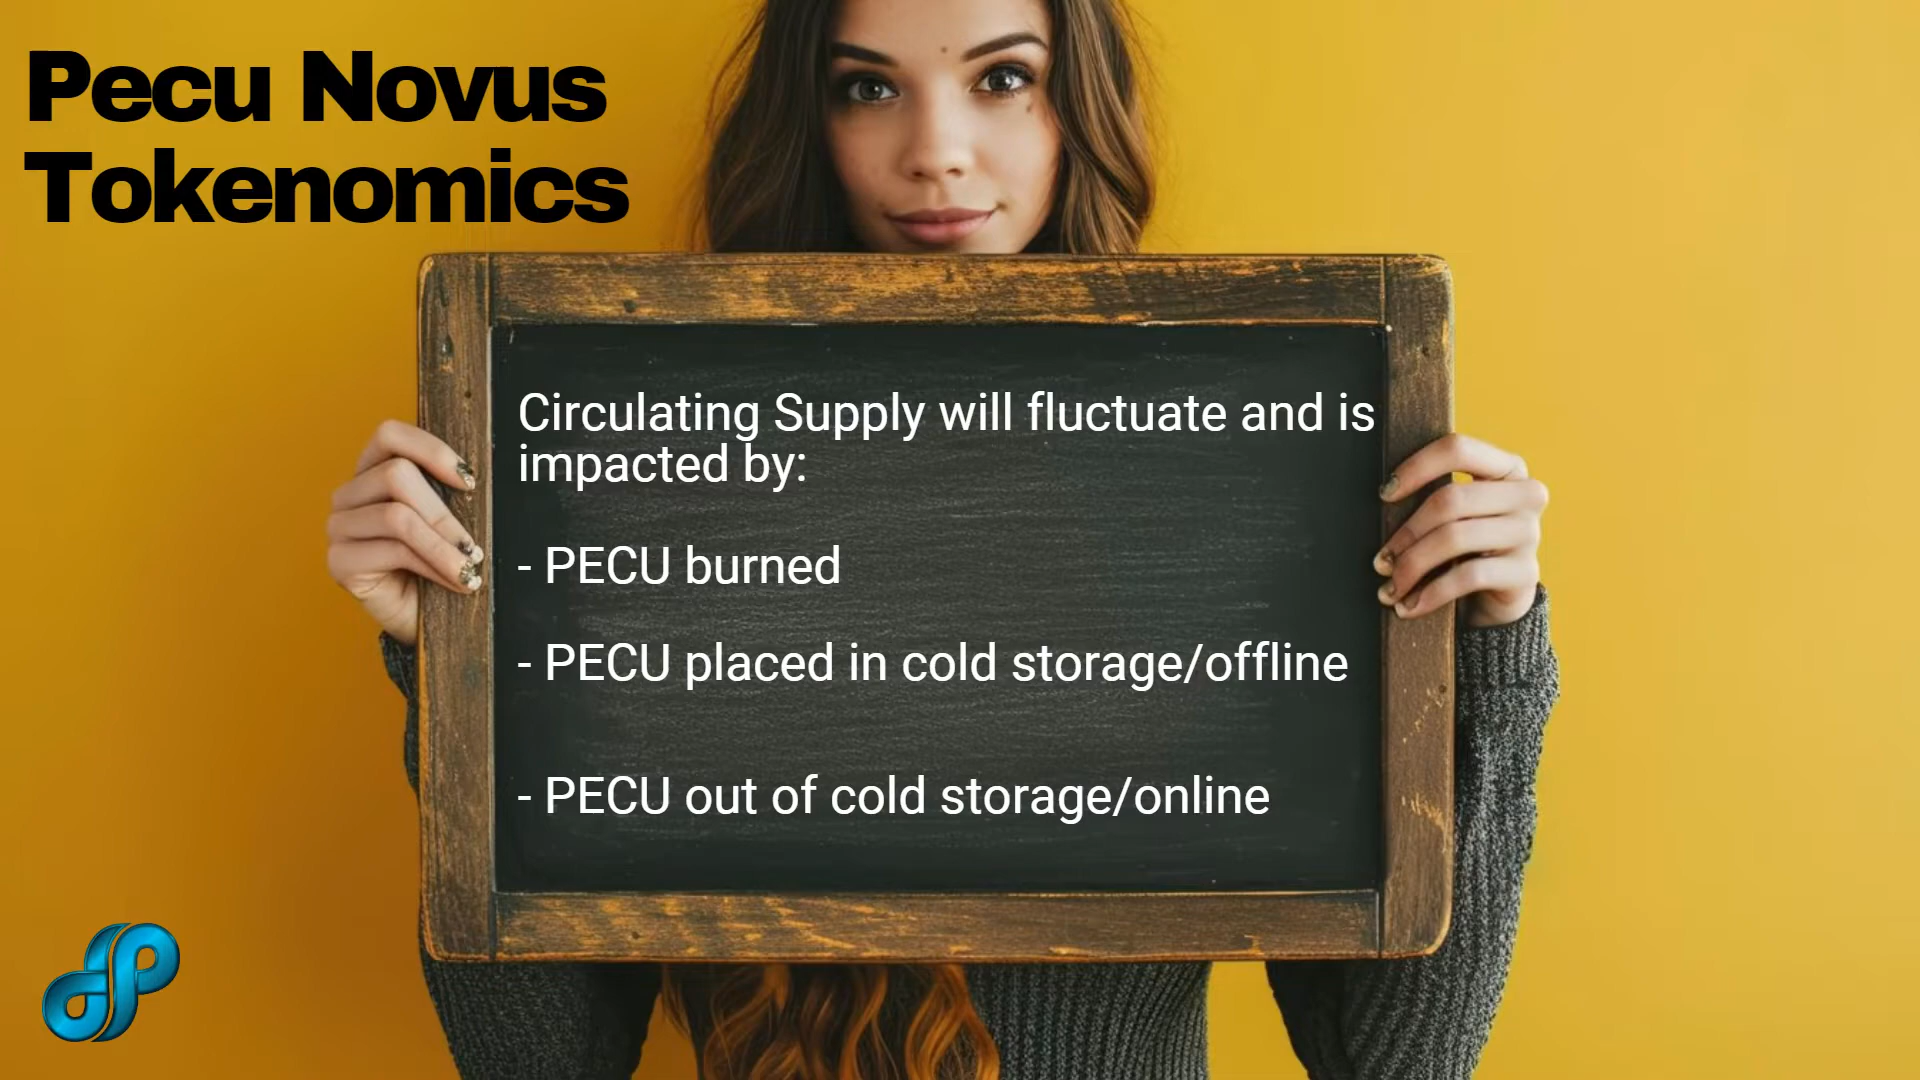 Pecu Novus
Tokenomics
Circulating Supply will fluctuate and is
impacted by:
- PECU burned
- PECU placed in cold storage/offline
- PECU out of cold storage/online